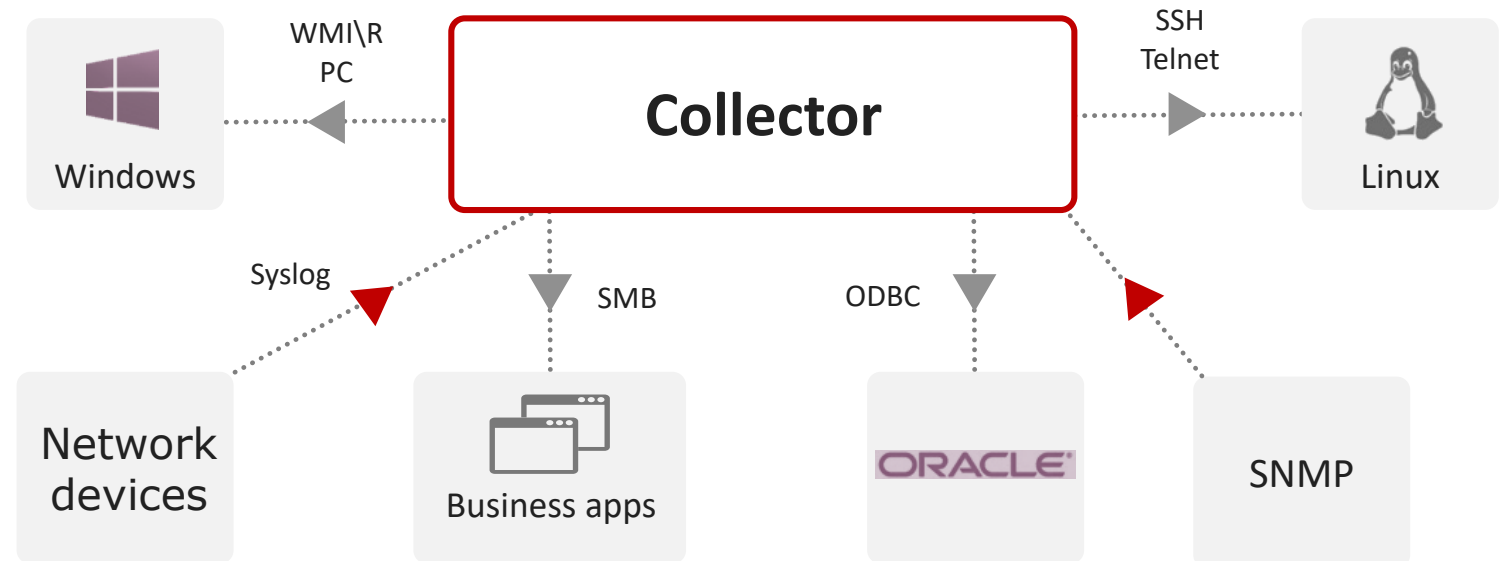 WMI\R
PC
SSH
Telnet
Collector
Windows
Linux
Syslog
SMB
ODBC
Network
devices
Business apps
ORACLE
SNMP